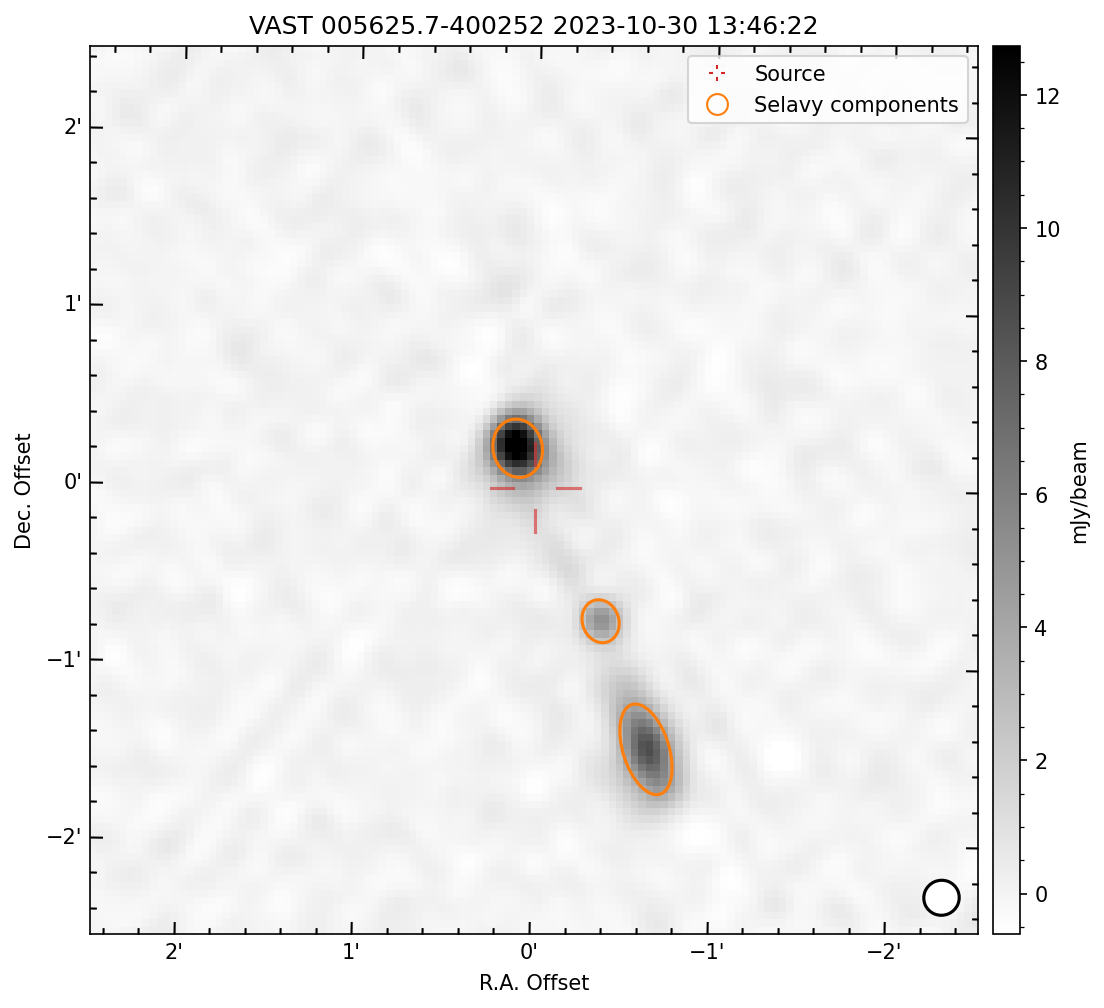 VAST 005625.7-400252 2023-10-30 13:46:22
Source
Selavy components
2'
1'
0'
−1'
−2'
Dec. Offset
2'
1'
0'
−1'
−2'
R.A. Offset
12
10
8
6
4
2
0
mJy/beam